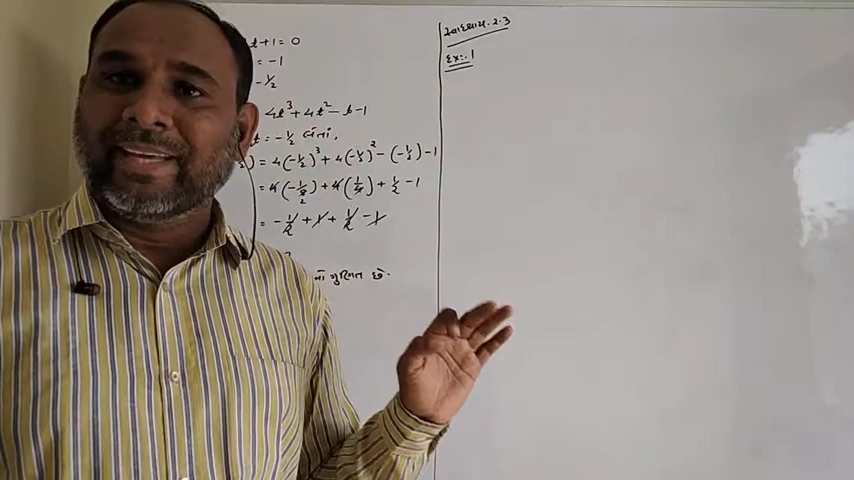 t+1 = 0
= -1
-½
4t³ + 4t² - t - 1
t = -½ લેતાં,
= 4(-½)³ + 4(-½)² - (-½) - 1
= 4(-⅛) + 4(¼) + ½ - 1
2
= -½ + 1 + ½ - 1
નો ગુણિત છે.
સ્વાધ્યાય. 2.3
Ex:- 1